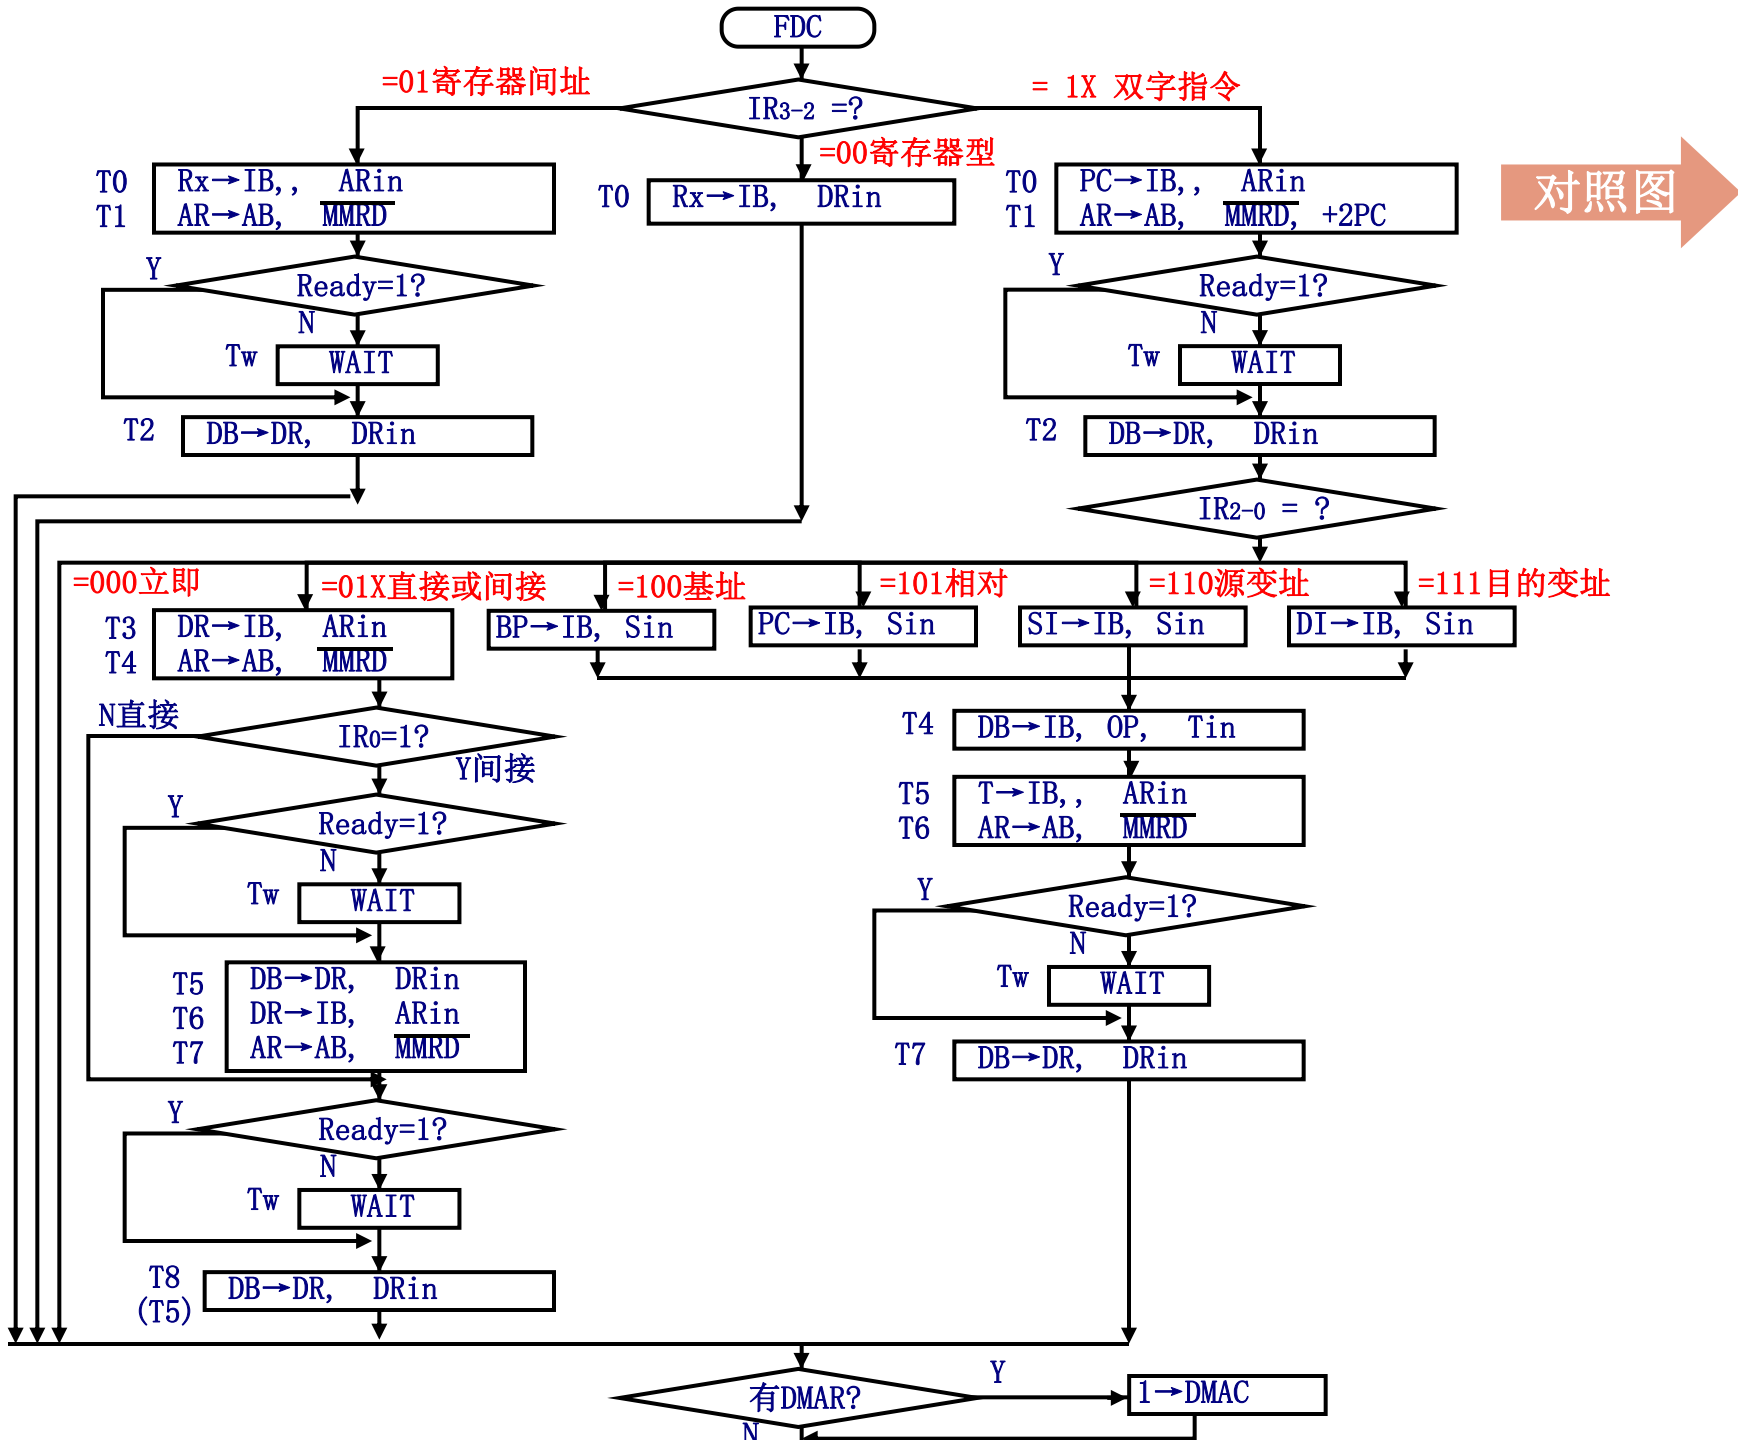 FDC
=01寄存器间址
IR3-2 =?
= 1X 双字指令
=00寄存器型
T0 Rx→IB,, ARin
T1 AR→AB, MMRD
T0 Rx→IB, DRin
T0 PC→IB,, ARin
T1 AR→AB, MMRD, +2PC
对照图
Y
Ready=1?
N
Tw WAIT
T2 DB→DR, DRin
Y
Ready=1?
N
Tw WAIT
T2 DB→DR, DRin
IR2-0 = ?
=000立即
=01X直接或间接
=100基址
=101相对
=110源变址
=111目的变址
T3 DR→IB, ARin
T4 AR→AB, MMRD
BP→IB, Sin
PC→IB, Sin
SI→IB, Sin
DI→IB, Sin
N直接
IR0=1?
Y间接
Y
Ready=1?
N
Tw WAIT
T5 DB→DR, DRin
T6 DR→IB, ARin
T7 AR→AB, MMRD
Y
Ready=1?
N
Tw WAIT
T8 DB→DR, DRin
(T5)
T4 DB→IB, OP, Tin
T5 T→IB,, ARin
T6 AR→AB, MMRD
Y
Ready=1?
N
Tw WAIT
T7 DB→DR, DRin
有DMAR?
Y
1→DMAC
N